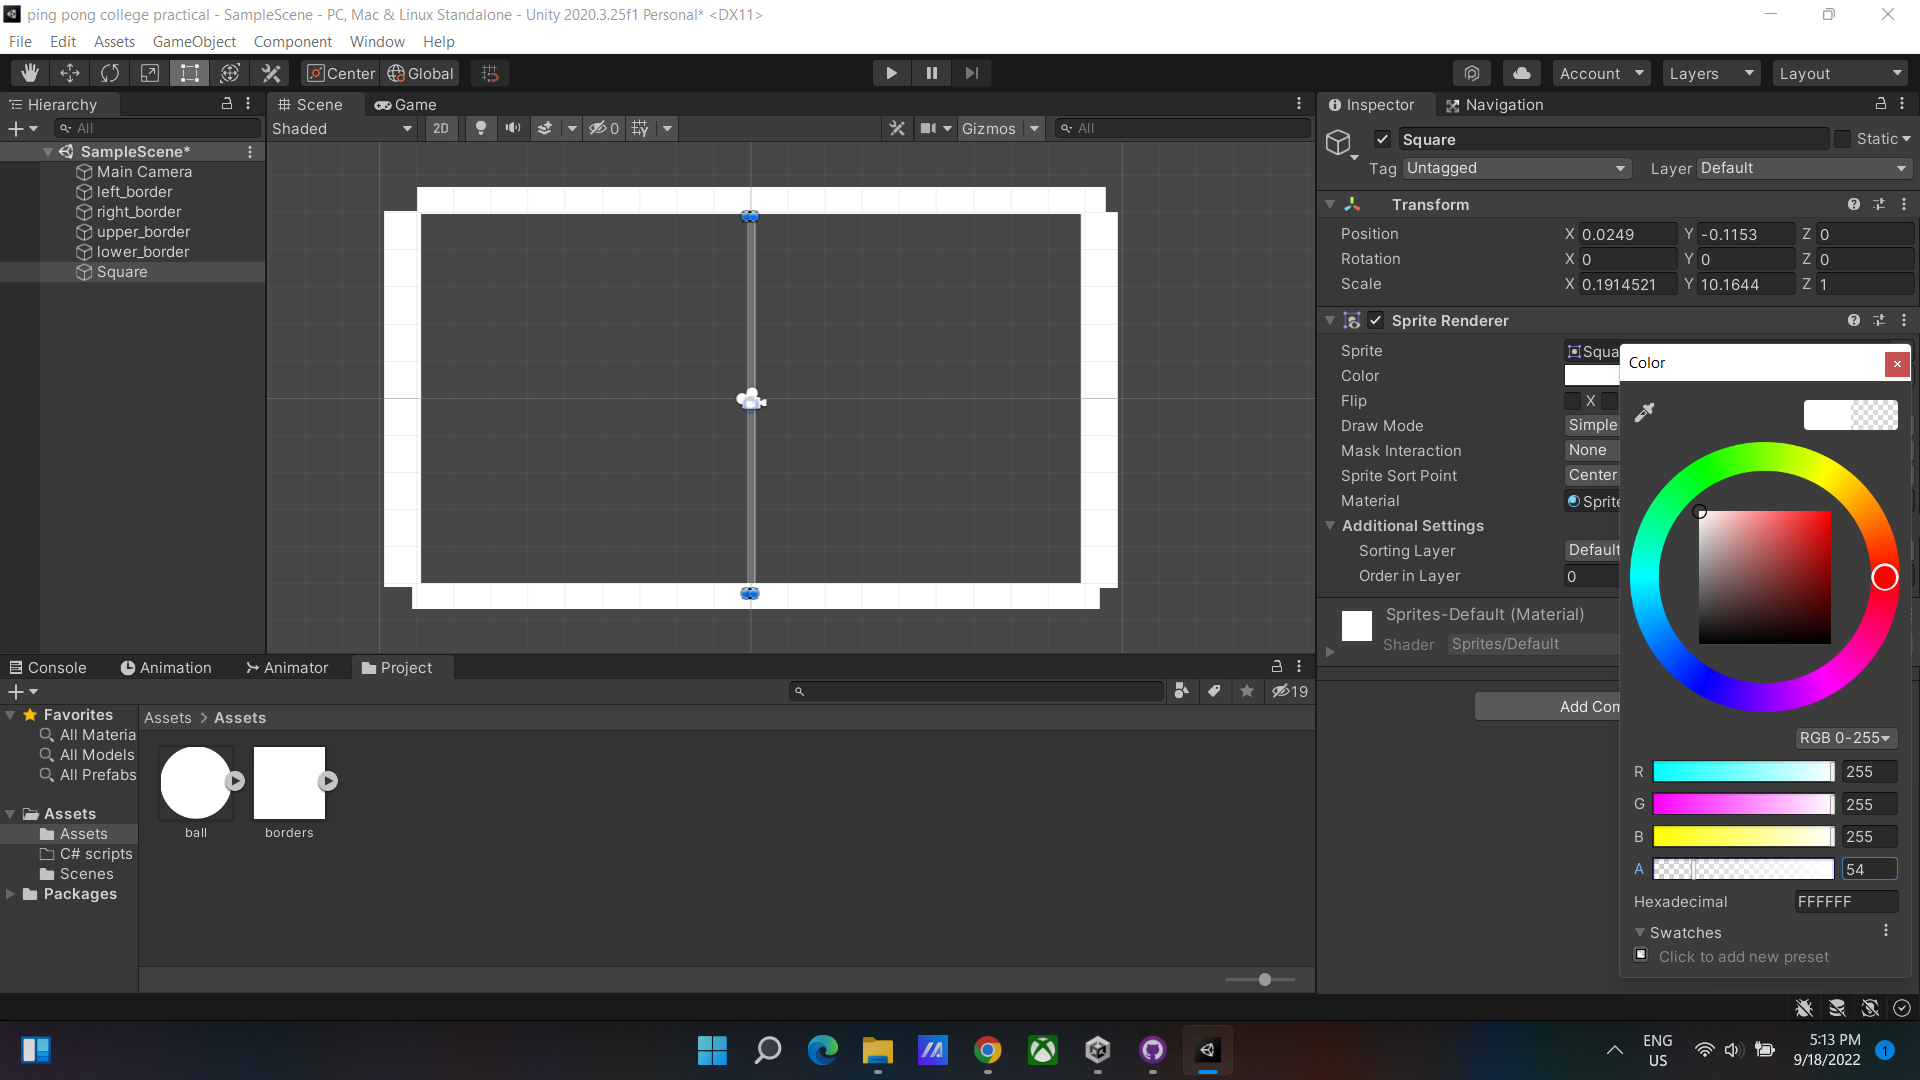 ping pong college practical - SampleScene - PC, Mac & Linux Standalone - Unity 2020.3.25f1 Personal* <DX11>
File Edit Assets GameObject Component Window Help
Center Global Account Layers Layout
Hierarchy
All
SampleScene*
Main Camera
left_border
right_border
upper_border
lower_border
Square
Scene Game
Shaded 2D 0 Gizmos All
Inspector Navigation
Square Static
Tag Untagged Layer Default
Transform
Position X 0.0249 Y -0.1153 Z 0
Rotation X 0 Y 0 Z 0
Scale X 0.1914521 Y 10.1644 Z 1
Sprite Renderer
Sprite Squa
Color
Flip X
Draw Mode Simple
Mask Interaction None
Sprite Sort Point Center
Material Sprite
Additional Settings
Sorting Layer Default
Order in Layer 0
Sprites-Default (Material)
Shader Sprites/Default
Add Com
Color
RGB 0-255
R 255
G 255
B 255
A 54
Hexadecimal FFFFFF
Swatches
Click to add new preset
Console Animation Animator Project
19
Favorites
All Materia
All Models
All Prefabs
Assets
Assets
C# scripts
Scenes
Packages
Assets > Assets
ball borders
ENG
US
5:13 PM
9/18/2022
1